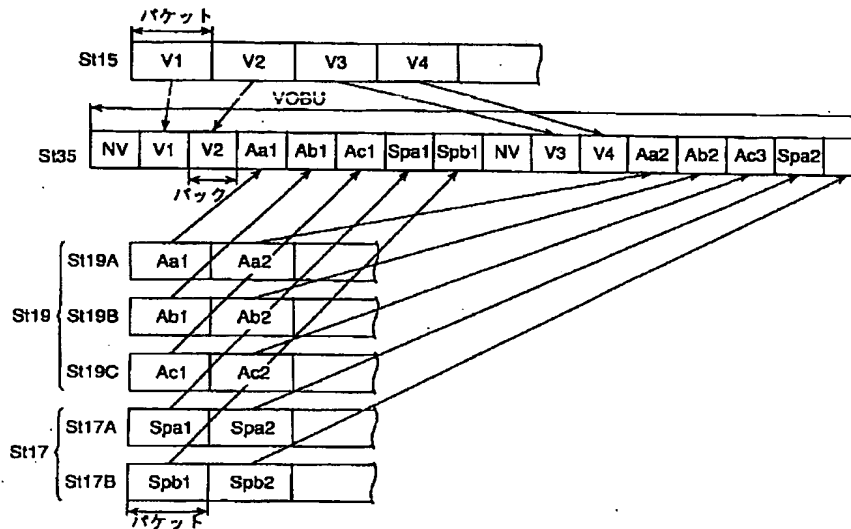 パケット
St15 V1 V2 V3 V4
VOBU
St35 NV V1 V2 Aa1 Ab1 Ac1 Spa1 Spb1 NV V3 V4 Aa2 Ab2 Ac3 Spa2
パック
St19A Aa1 Aa2
St19 St19B Ab1 Ab2
St19C Ac1 Ac2
St17A Spa1 Spa2
St17
St17B Spb1 Spb2
パケット